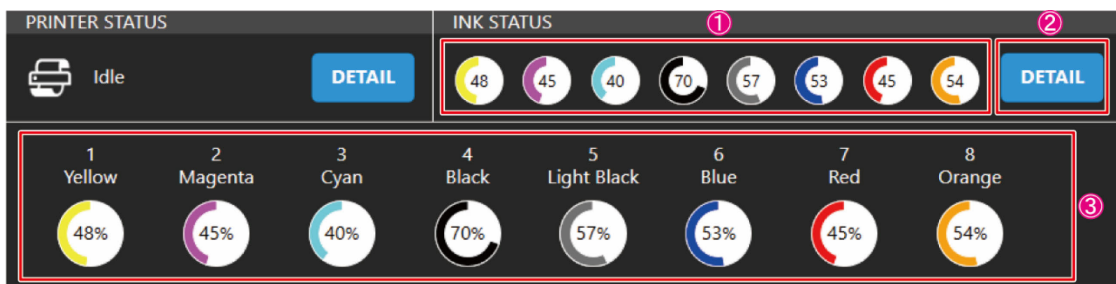 PRINTER STATUS
INK STATUS
①
②
Idle
DETAIL
48
45
40
70
57
53
45
54
DETAIL
1
2
3
4
5
6
7
8
Yellow
Magenta
Cyan
Black
Light Black
Blue
Red
Orange
③
48%
45%
40%
70%
57%
53%
45%
54%